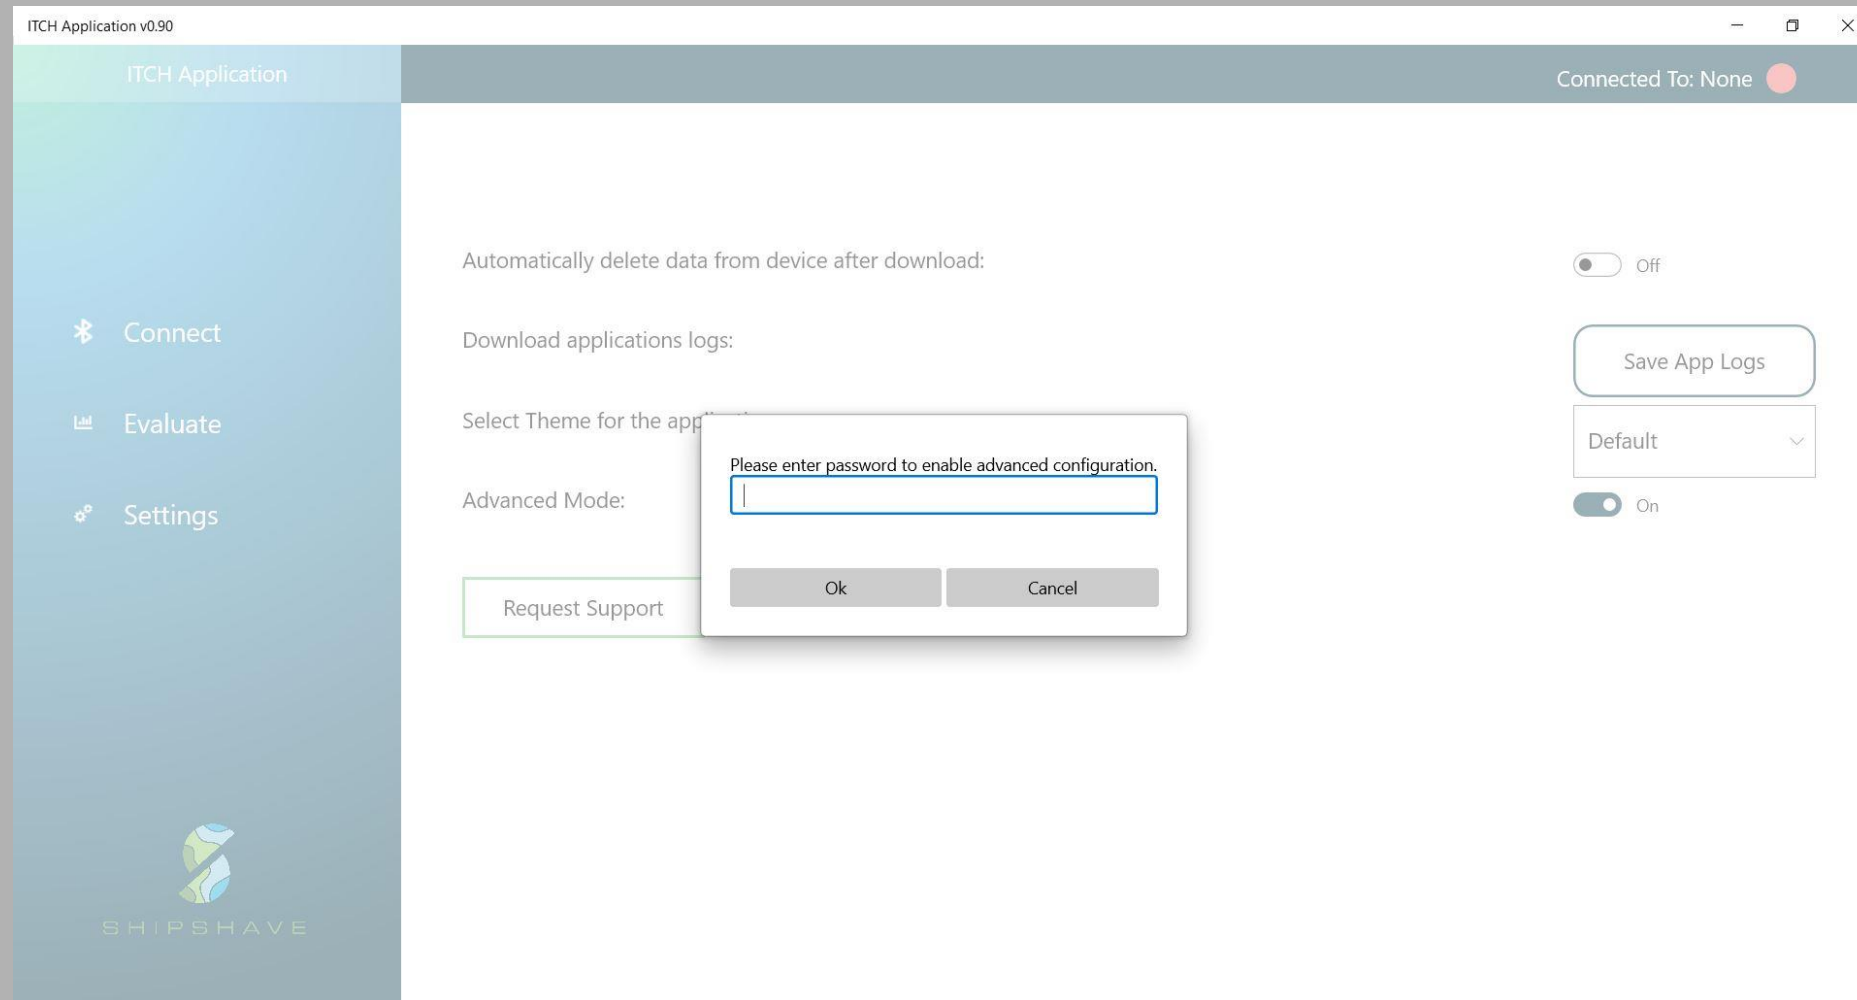 ITCH Application v0.90
ITCH Application
Connected To: None
Automatically delete data from device after download:
Off
Connect
Download applications logs:
Save App Logs
Evaluate
Select Theme for the app
Default
Please enter password to enable advanced configuration.
Settings
Advanced Mode:
On
Ok
Cancel
Request Support
SHIPSHAVE